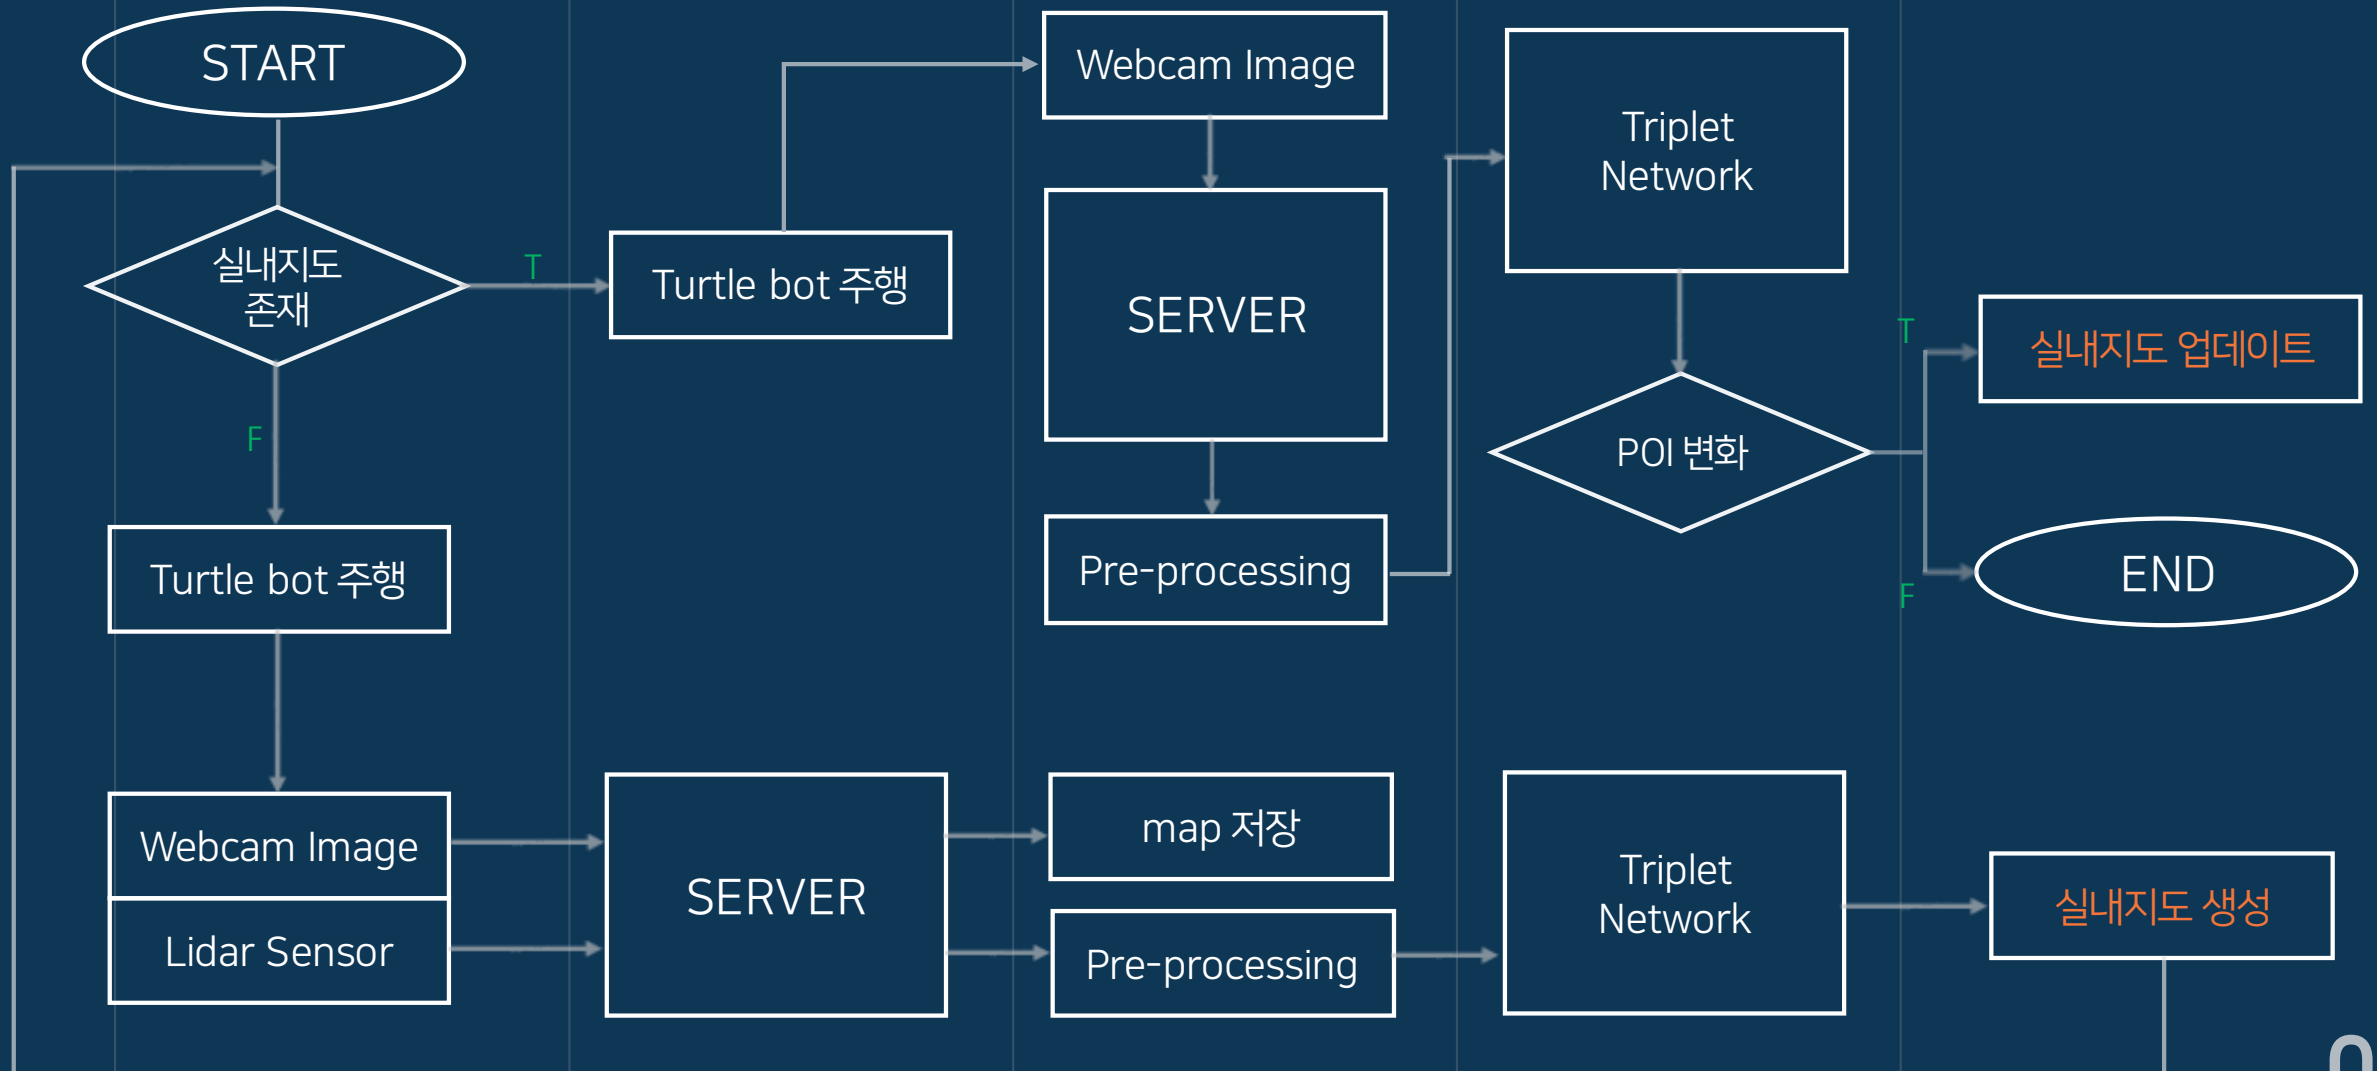 START
실내지도
존재
T
F
Turtle bot 주행
Webcam Image
Lidar Sensor
Turtle bot 주행
Webcam Image
SERVER
Pre-processing
Triplet
Network
POI 변화
T
F
실내지도 업데이트
END
SERVER
map 저장
Pre-processing
Triplet
Network
실내지도 생성